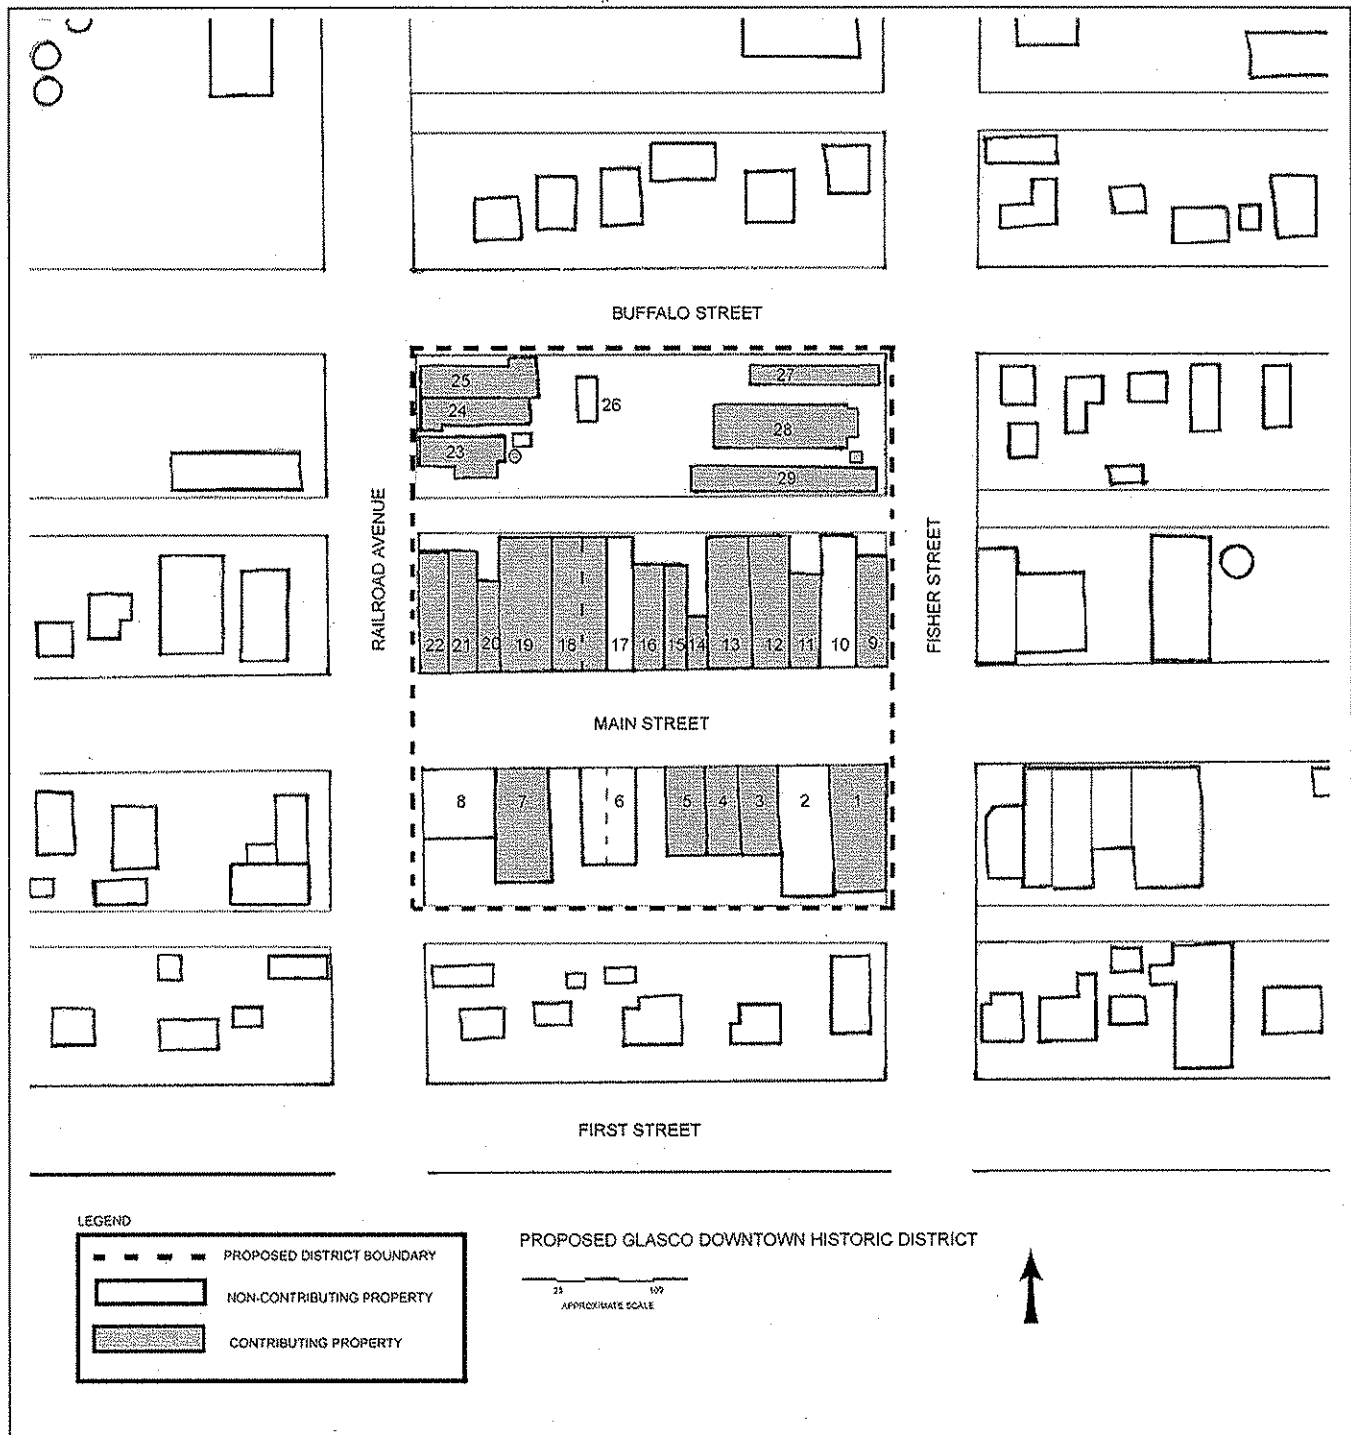 BUFFALO STREET
25
27
24
26
28
23
29
RAILROAD AVENUE
FISHER STREET
22 21 20 19 18 17 16 15 14 13 12 11 10 9
MAIN STREET
8 7 6 5 4 3 2 1
FIRST STREET
LEGEND
PROPOSED DISTRICT BOUNDARY
NON-CONTRIBUTING PROPERTY
CONTRIBUTING PROPERTY
PROPOSED GLASCO DOWNTOWN HISTORIC DISTRICT
APPROXIMATE SCALE